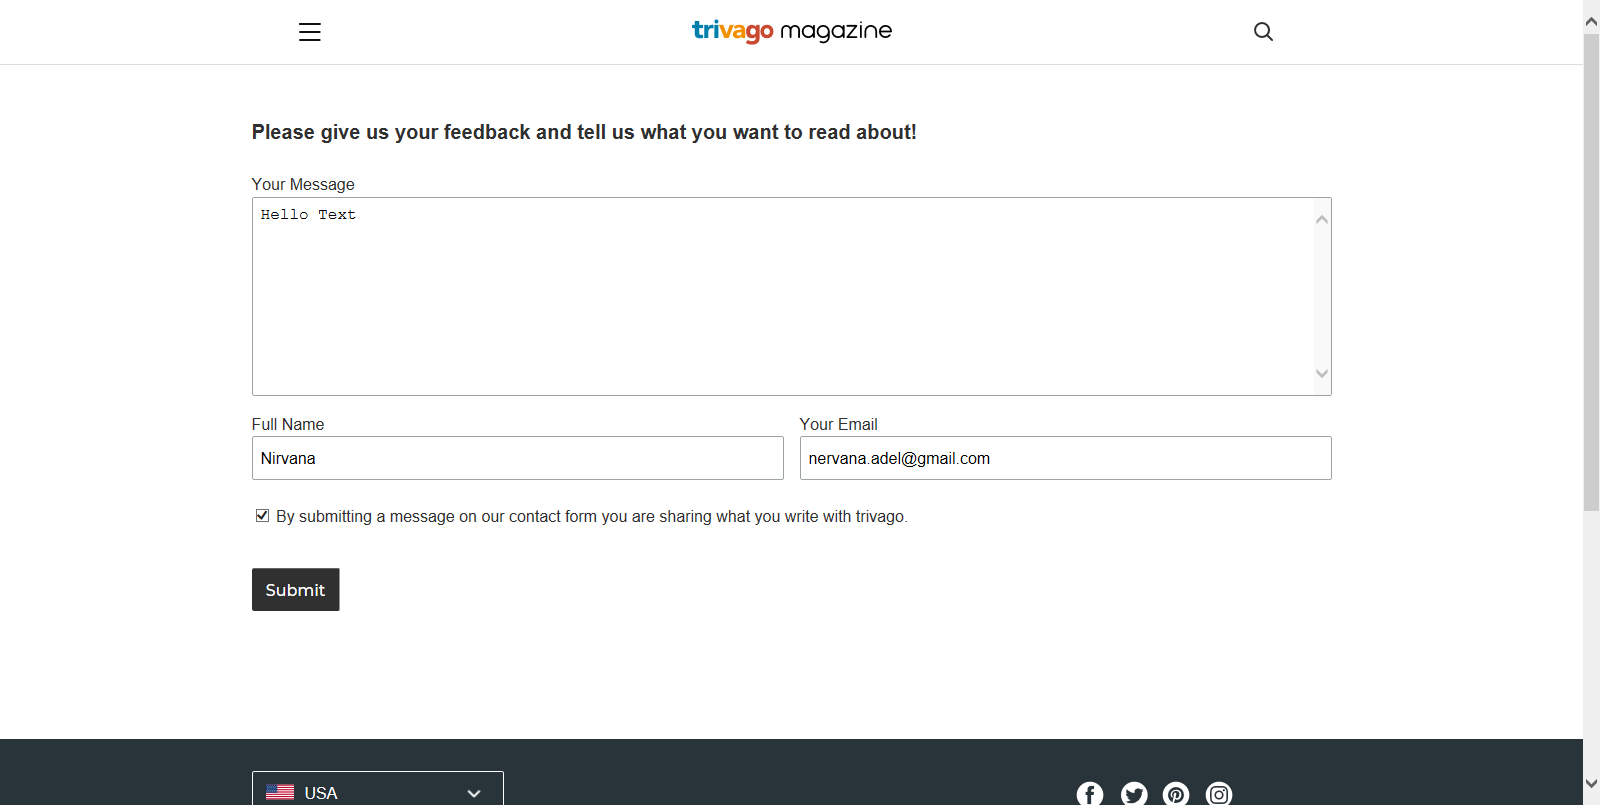 trivago magazine
Please give us your feedback and tell us what you want to read about!
Your Message
Hello Text
Full Name
Your Email
Nirvana
nervana.adel@gmail.com
By submitting a message on our contact form you are sharing what you write with trivago.
Submit
USA